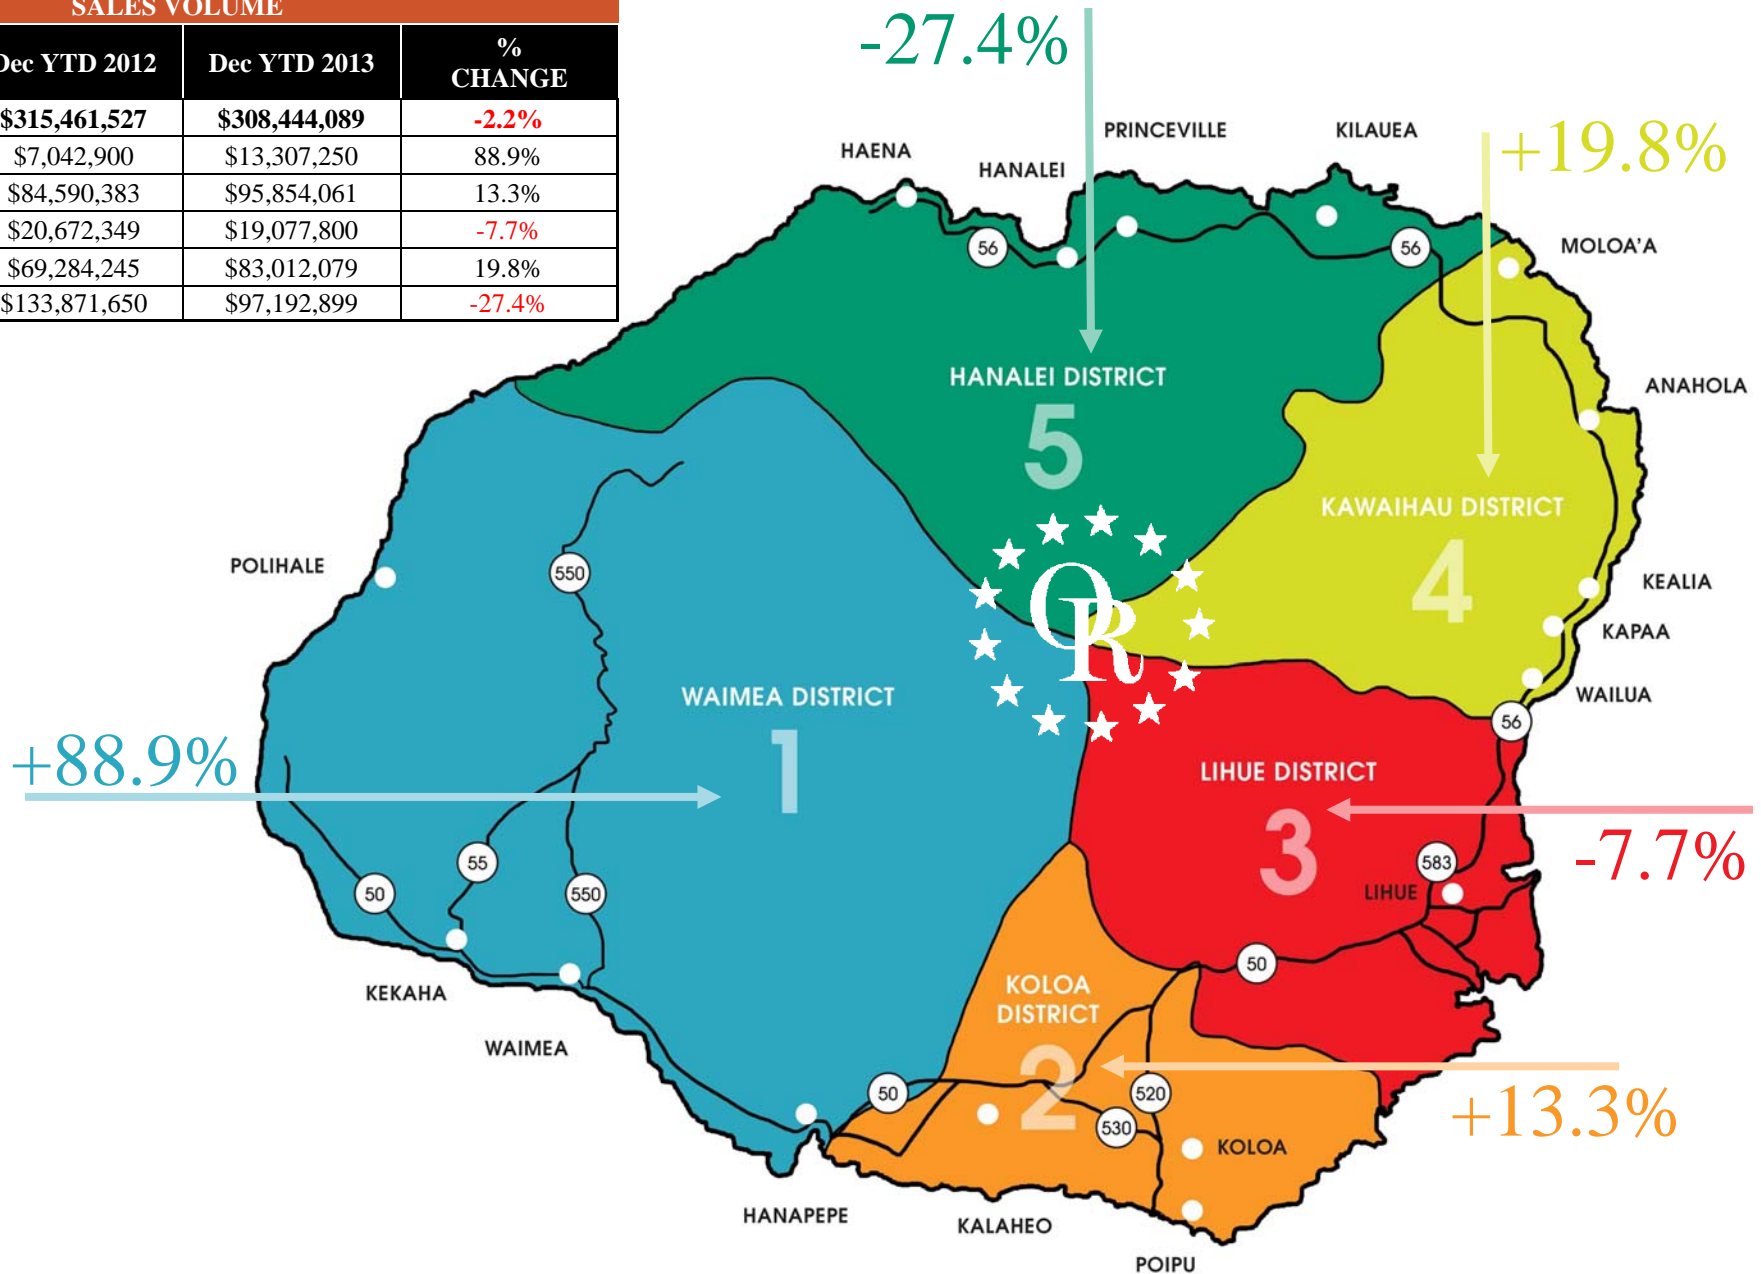 SALES VOLUME
Dec YTD 2012 Dec YTD 2013 % CHANGE
$315,461,527 $308,444,089 -2.2%
$7,042,900 $13,307,250 88.9%
$84,590,383 $95,854,061 13.3%
$20,672,349 $19,077,800 -7.7%
$69,284,245 $83,012,079 19.8%
$133,871,650 $97,192,899 -27.4%
-27.4%
+19.8%
PRINCEVILLE
KILAUEA
HAENA
HANALEI
MOLOA'A
56
56
HANALEI DISTRICT
5
ANAHOLA
KAWAIHAU DISTRICT
4
POLIHALE
550
KEALIA
KAPAA
OR
WAIMEA DISTRICT
1
WAILUA
56
+88.9%
LIHUE DISTRICT
3
-7.7%
55
583
50
550
LIHUE
50
KEKAHA
KOLOA
DISTRICT
2
WAIMEA
50
520
530
+13.3%
KOLOA
HANAPEPE
KALAHEO
POIPU